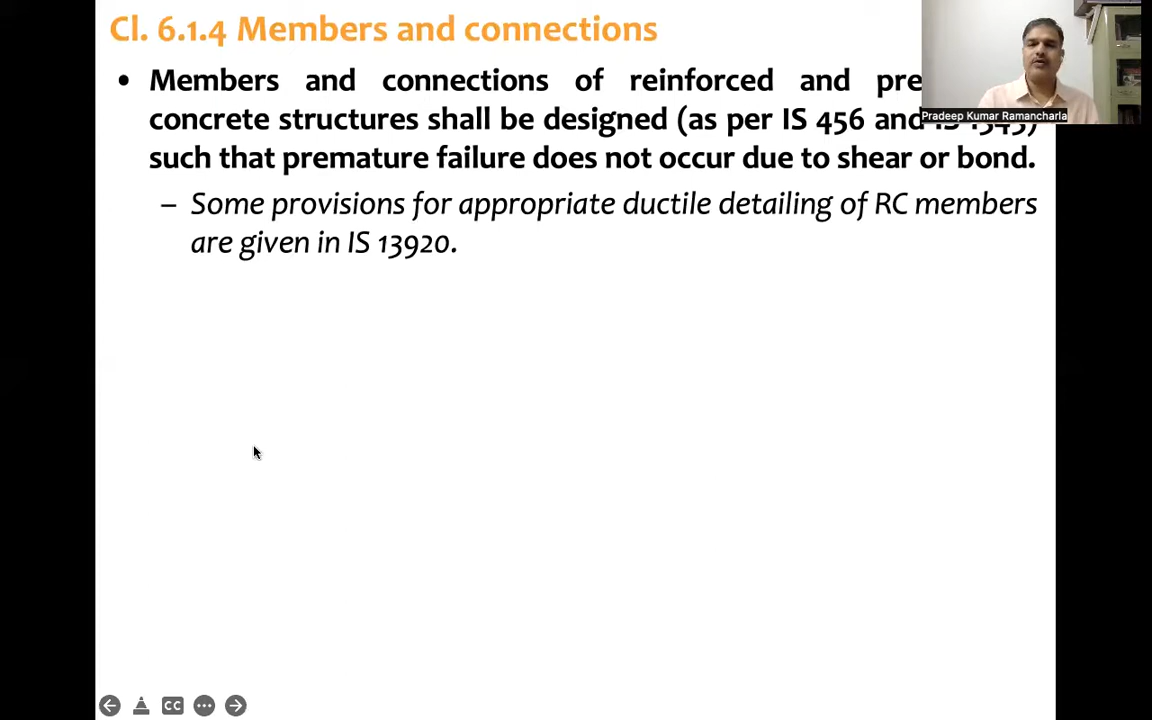 Cl. 6.1.4 Members and connections
• Members and connections of reinforced and pre
concrete structures shall be designed (as per IS 456 and IS 1343)
such that premature failure does not occur due to shear or bond.
– Some provisions for appropriate ductile detailing of RC members
are given in IS 13920.
Pradeep Kumar Ramancharla
CC